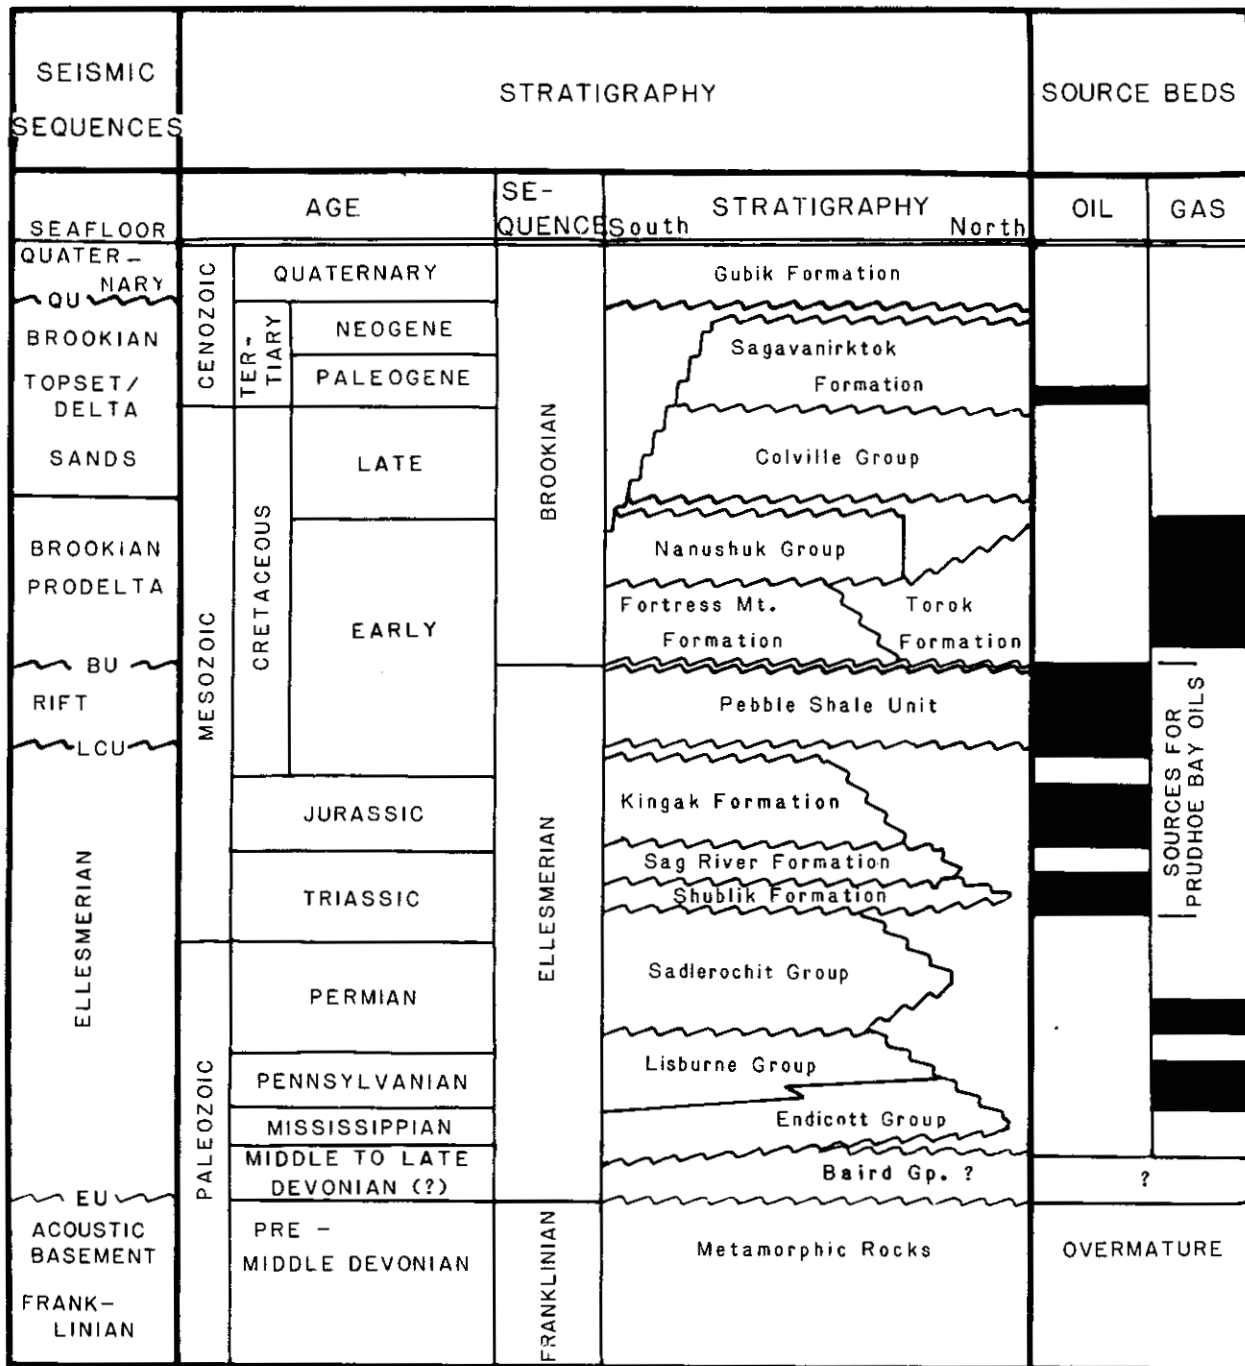 SEISMIC
SEQUENCES
STRATIGRAPHY
SOURCE BEDS
SEAFLOOR
AGE
SE-
QUENCE
STRATIGRAPHY
South
North
OIL
GAS
QUATER-
NARY
QU
BROOKIAN
TOPSET/
DELTA
SANDS
BROOKIAN
PRODELTA
BU
RIFT
LCU
ELLESMERIAN
EU
ACOUSTIC
BASEMENT
FRANK-
LINIAN
CENOZOIC
MESOZOIC
PALEOZOIC
QUATERNARY
TER-
TIARY
NEOGENE
PALEOGENE
CRETACEOUS
LATE
EARLY
JURASSIC
TRIASSIC
PERMIAN
PENNSYLVANIAN
MISSISSIPPIAN
MIDDLE TO LATE
DEVONIAN (?)
PRE -
MIDDLE DEVONIAN
BROOKIAN
ELLESMERIAN
FRANKLINIAN
Gubik Formation
Sagavanirktok
Formation
Colville Group
Nanushuk Group
Fortress Mt.
Formation
Torok
Formation
Pebble Shale Unit
Kingak Formation
Sag River Formation
Shublik Formation
Sadlerochit Group
Lisburne Group
Endicott Group
Baird Gp. ?
Metamorphic Rocks
SOURCES FOR
PRUDHOE BAY OILS
?
OVERMATURE